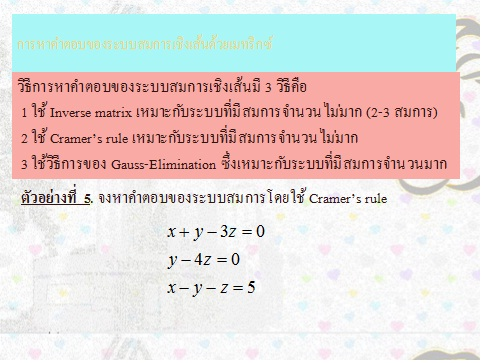 การหาคำตอบของระบบสมการเชิงเส้นด้วยเมทริกซ์
วิธีการหาคำตอบของระบบสมการเชิงเส้นมี 3 วิธีคือ
1 ใช้ Inverse matrix เหมาะกับระบบที่มีสมการจำนวนไม่มาก (2-3 สมการ)
2 ใช้ Cramer's rule เหมาะกับระบบที่มีสมการจำนวนไม่มาก
3 ใช้วิธีการของ Gauss-Elimination ซึ่งเหมาะกับระบบที่มีสมการจำนวนมาก
ตัวอย่างที่ 5. จงหาคำตอบของระบบสมการโดยใช้ Cramer's rule
x + y − 3z = 0
y − 4z = 0
x − y − z = 5